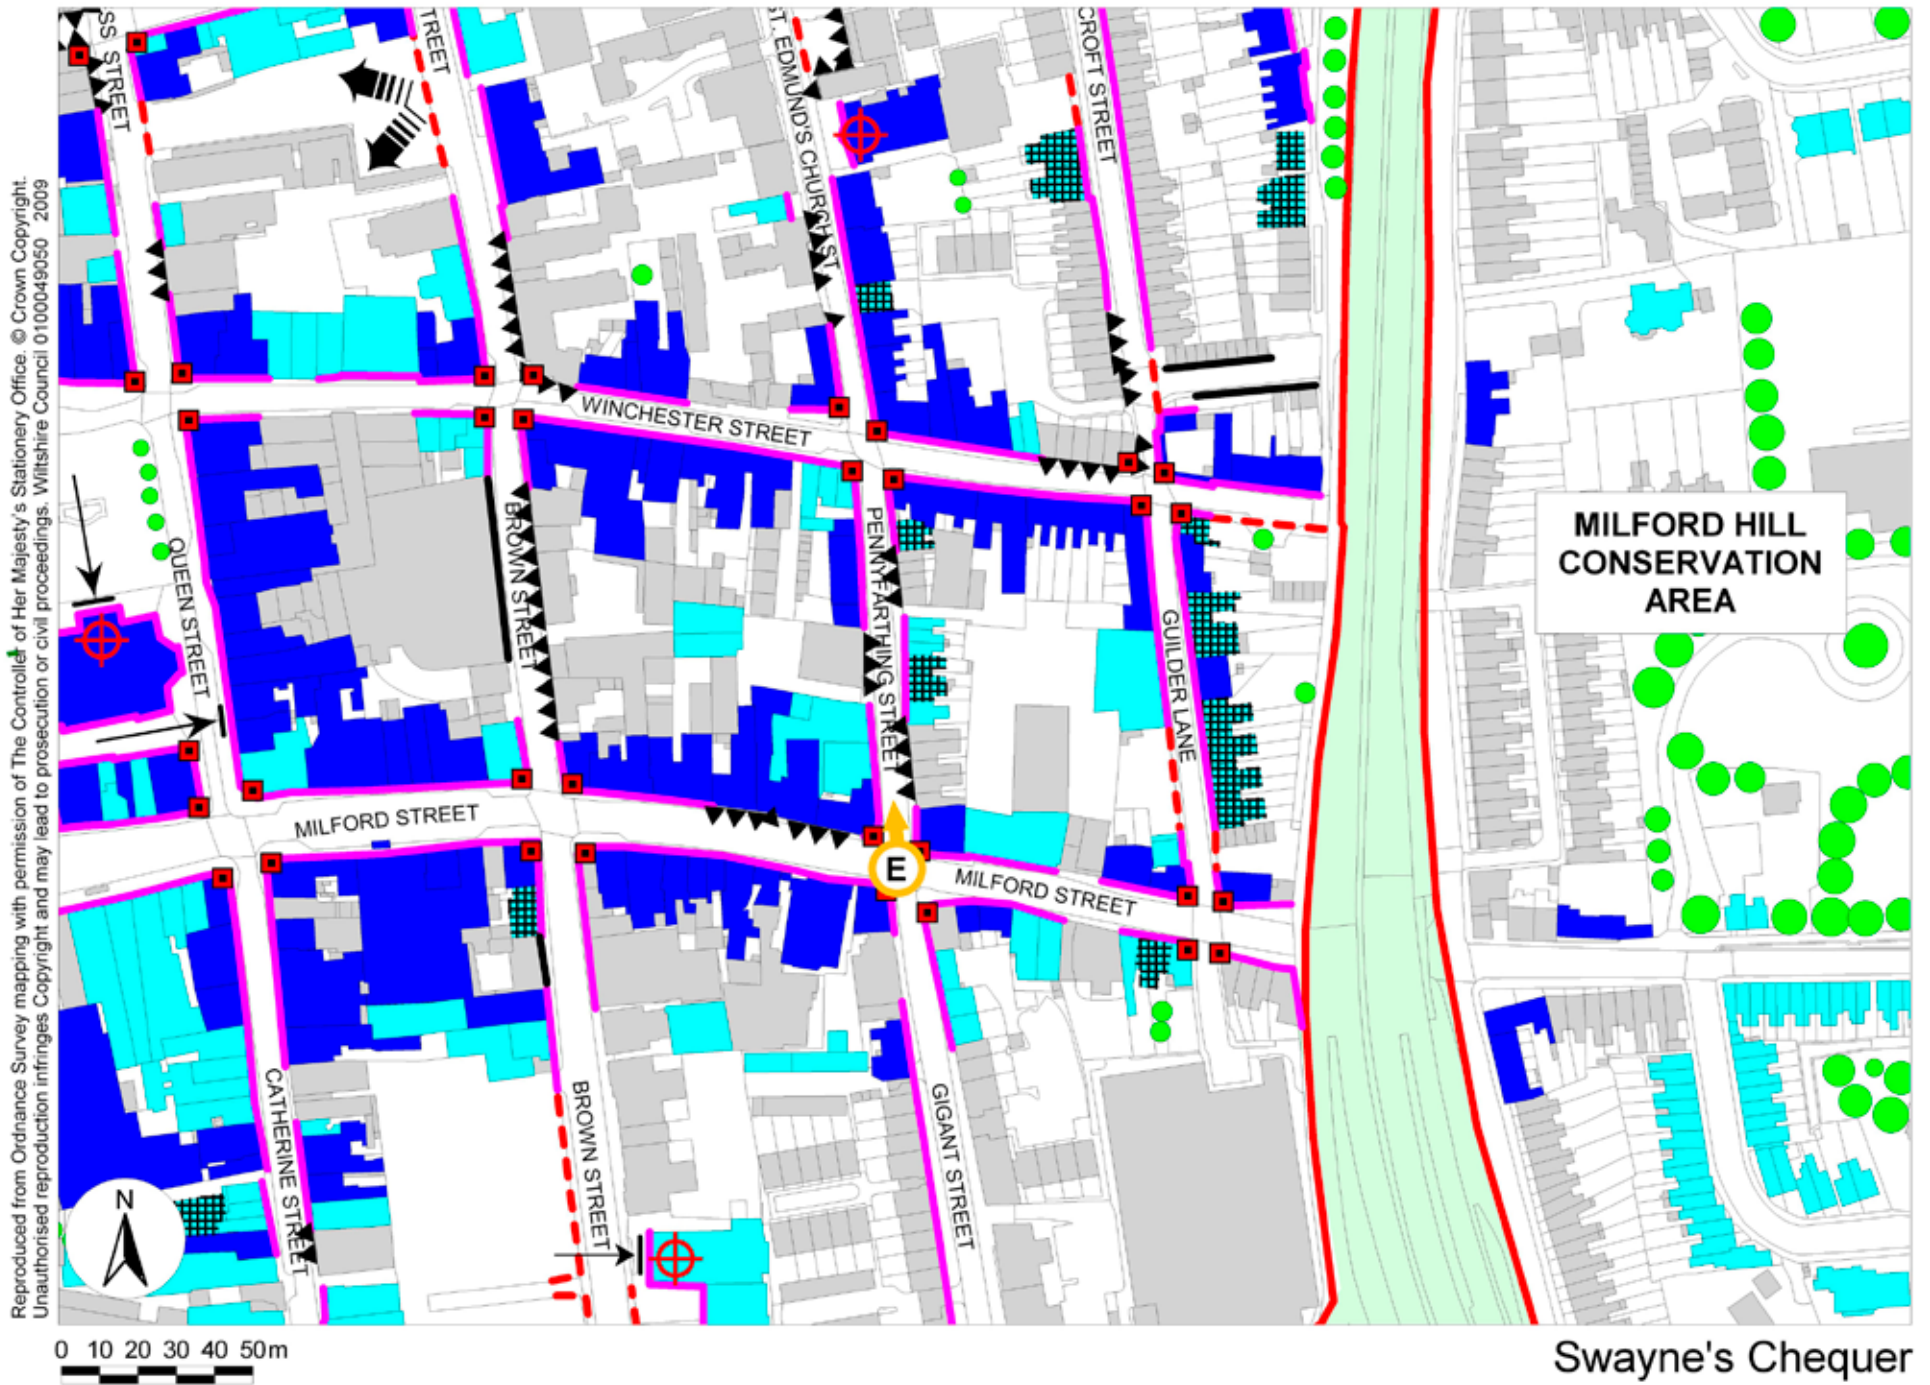 SS STREET
TREET
ST. EDMUND'S CHURCH ST
CROFT STREET
Reproduced from Ordnance Survey mapping with permission of The Controller of Her Majesty's Stationery Office. © Crown Copyright.
Unauthorised reproduction infringes Copyright and may lead to prosecution or civil proceedings. Wiltshire Council 0100049050 2009
WINCHESTER STREET
QUEEN STREET
BROWN STREET
PENNYFARTHING STREET
GUILDER LANE
MILFORD HILL
CONSERVATION
AREA
MILFORD STREET
E
MILFORD STREET
CATHERINE STREET
BROWN STREET
GIGANT STREET
N
0 10 20 30 40 50m
Swayne's Chequer